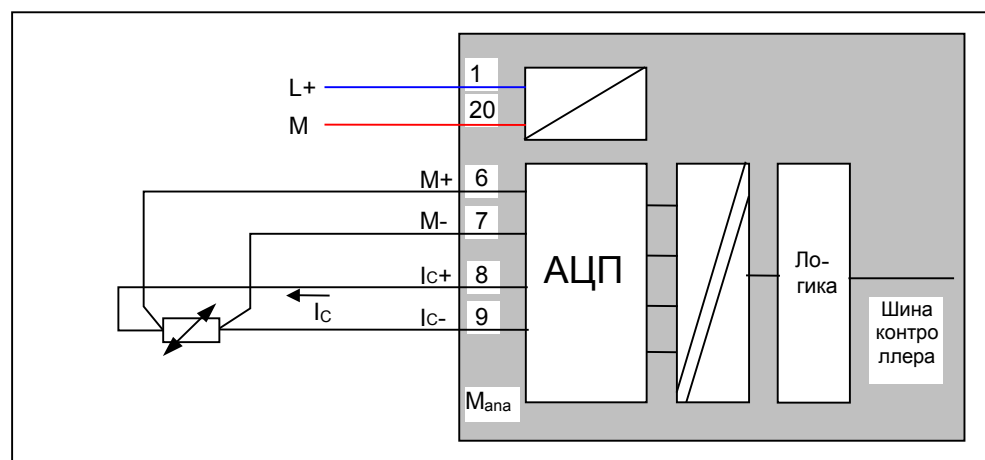 L+ 1
M 20
M+ 6
M- 7
IC+ 8
IC
IC- 9
Mana
АЦП
Ло-
гика
Шина
контро
ллера